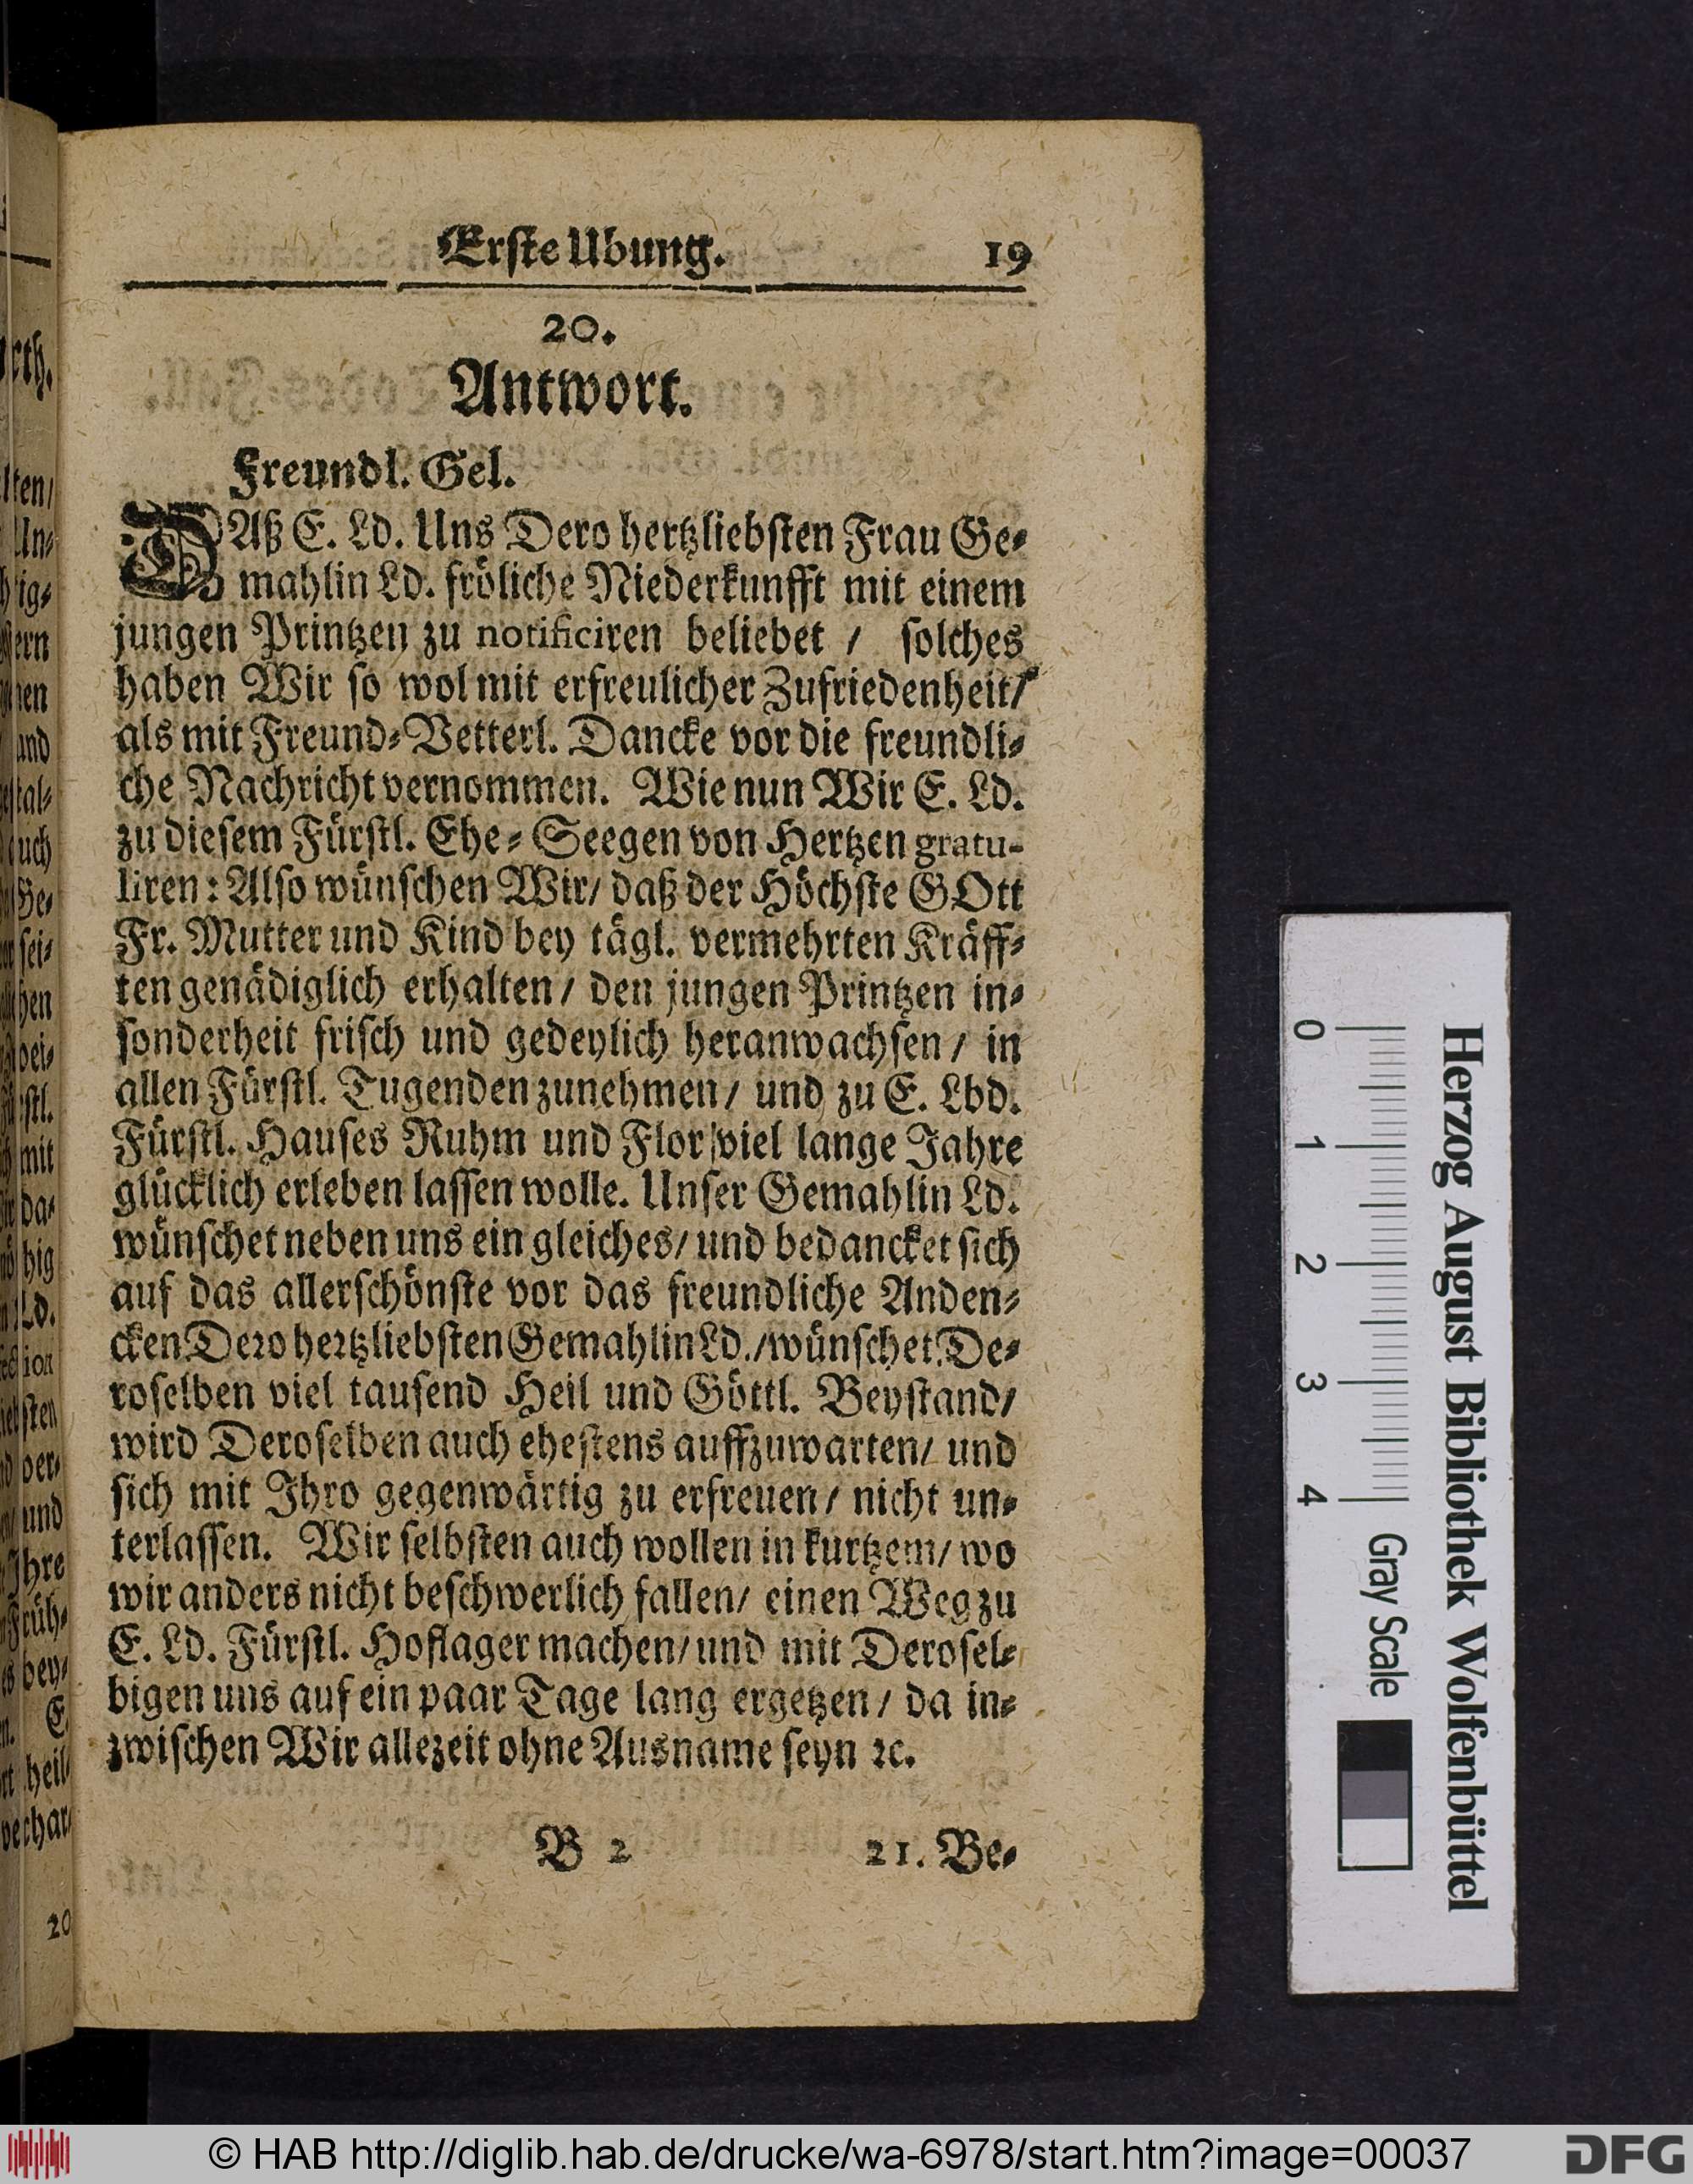 Erste Ubung. 19
20.
Antwort.
Freundl. Gel.
DAß E. Ld. Uns Dero hertzliebsten Frau Ge⸗
mahlin Ld. fröliche Niederkunfft mit einem
jungen Printzen zu notificiren beliebet / solches
haben Wir so wol mit erfreulicher Zufriedenheit/
als mit Freund⸗Vetterl. Dancke vor die freundli⸗
che Nachricht vernommen. Wie nun Wir E. Ld.
zu diesem Fürstl. Ehe⸗Seegen von Hertzen gratu-
liren: Also wünschen Wir/ daß der Höchste GOtt
Fr. Mutter und Kind bey tägl. vermehrten Kräff⸗
ten genädiglich erhalten/ den jungen Printzen in⸗
sonderheit frisch und gedeylich heranwachsen/ in
allen Fürstl. Tugenden zunehmen/ und zu E. Lbd.
Fürstl. Hauses Ruhm und Flor/viel lange Jahre
glücklich erleben lassen wolle. Unser Gemahlin Ld.
wünschet neben uns ein gleiches/ und bedancket sich
auf das allerschönste vor das freundliche Anden⸗
cken Dero hertzliebsten Gemahlin Ld./wünschet De⸗
roselben viel tausend Heil und Göttl. Beystand/
wird Deroselben auch ehestens auffzuwarten/ und
sich mit Ihro gegenwärtig zu erfreuen/ nicht un⸗
terlassen. Wir selbsten auch wollen in kurtzem/ wo
wir anders nicht beschwerlich fallen/ einen Weg zu
E. Ld. Fürstl. Hoflager machen/ und mit Derosel⸗
bigen uns auf ein paar Tage lang ergetzen/ da in⸗
zwischen Wir allezeit ohne Ausname seyn ꝛc.
B 2 21. Be⸗
20
Herzog August Bibliothek Wolfenbüttel
0 1 2 3 4 Gray Scale
© HAB http://diglib.hab.de/drucke/wa-6978/start.htm?image=00037
DFG